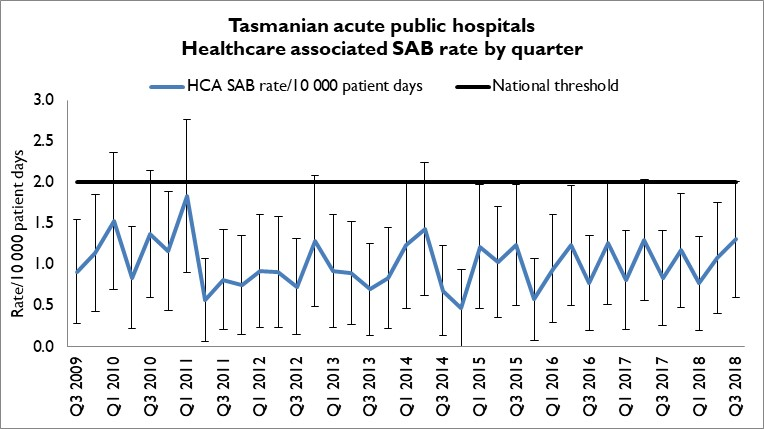 Tasmanian acute public hospitals
Healthcare associated SAB rate by quarter
HCA SAB rate/10 000 patient days
National threshold
Rate/10 000 patient days
3.0
2.5
2.0
1.5
1.0
0.5
0.0
Q3 2009
Q1 2010
Q3 2010
Q1 2011
Q3 2011
Q1 2012
Q3 2012
Q1 2013
Q3 2013
Q1 2014
Q3 2014
Q1 2015
Q3 2015
Q1 2016
Q3 2016
Q1 2017
Q3 2017
Q1 2018
Q3 2018